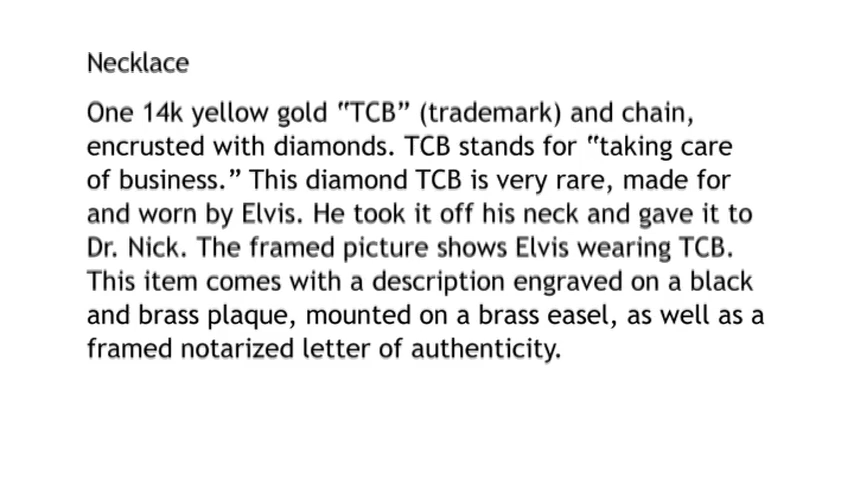 Necklace
One 14k yellow gold “TCB” (trademark) and chain,
encrusted with diamonds. TCB stands for “taking care
of business.” This diamond TCB is very rare, made for
and worn by Elvis. He took it off his neck and gave it to
Dr. Nick. The framed picture shows Elvis wearing TCB.
This item comes with a description engraved on a black
and brass plaque, mounted on a brass easel, as well as a
framed notarized letter of authenticity.